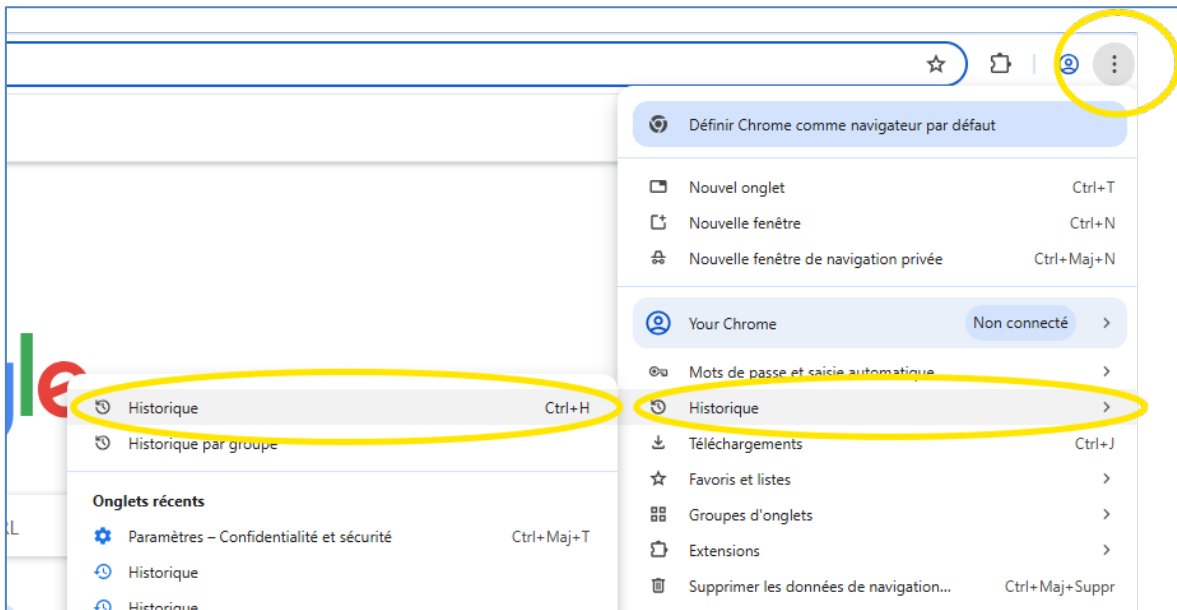 Définir Chrome comme navigateur par défaut
Nouvel onglet Ctrl+T
Nouvelle fenêtre Ctrl+N
Nouvelle fenêtre de navigation privée Ctrl+Maj+N
Your Chrome Non connecté
Mots de passe et saisie automatique
Historique
Téléchargements Ctrl+J
Favoris et listes
Groupes d'onglets
Extensions
Supprimer les données de navigation... Ctrl+Maj+Suppr
gle
Historique Ctrl+H
Historique par groupe
Onglets récents
Paramètres – Confidentialité et sécurité Ctrl+Maj+T
Historique
Historique
RL